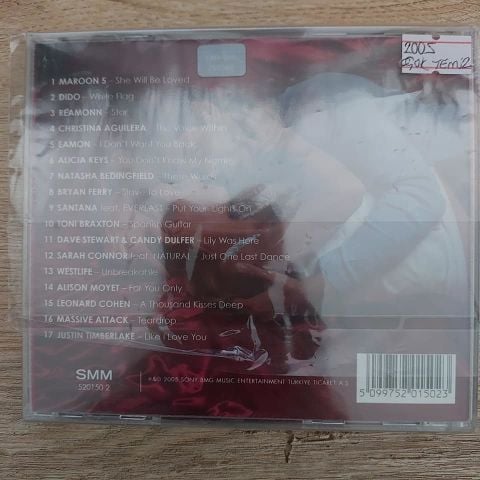 2005
ÇOK TEMİZ
1 MAROON 5 – She Will Be Loved
2 DIDO – White Flag
3 REAMONN – Star
4 CHRISTINA AGUILERA – The Voice Within
5 EAMON – I Don't Want You Back
6 ALICIA KEYS – You Don't Know My Name
7 NATASHA BEDINGFIELD – These Words
8 BRYAN FERRY – Slave To Love
9 SANTANA feat. EVERLAST – Put Your Lights On
10 TONI BRAXTON – Spanish Guitar
11 DAVE STEWART & CANDY DULFER – Lily Was Here
12 SARAH CONNOR feat. NATURAL – Just One Last Dance
13 WESTLIFE – Unbreakable
14 ALISON MOYET – For You Only
15 LEONARD COHEN – A Thousand Kisses Deep
16 MASSIVE ATTACK – Teardrop
17 JUSTIN TIMBERLAKE – Like I Love You
SMM
520150 2
℗&© 2005 SONY BMG MUSIC ENTERTAINMENT TÜRKİYE TİCARET A.Ş
5 099752 015023